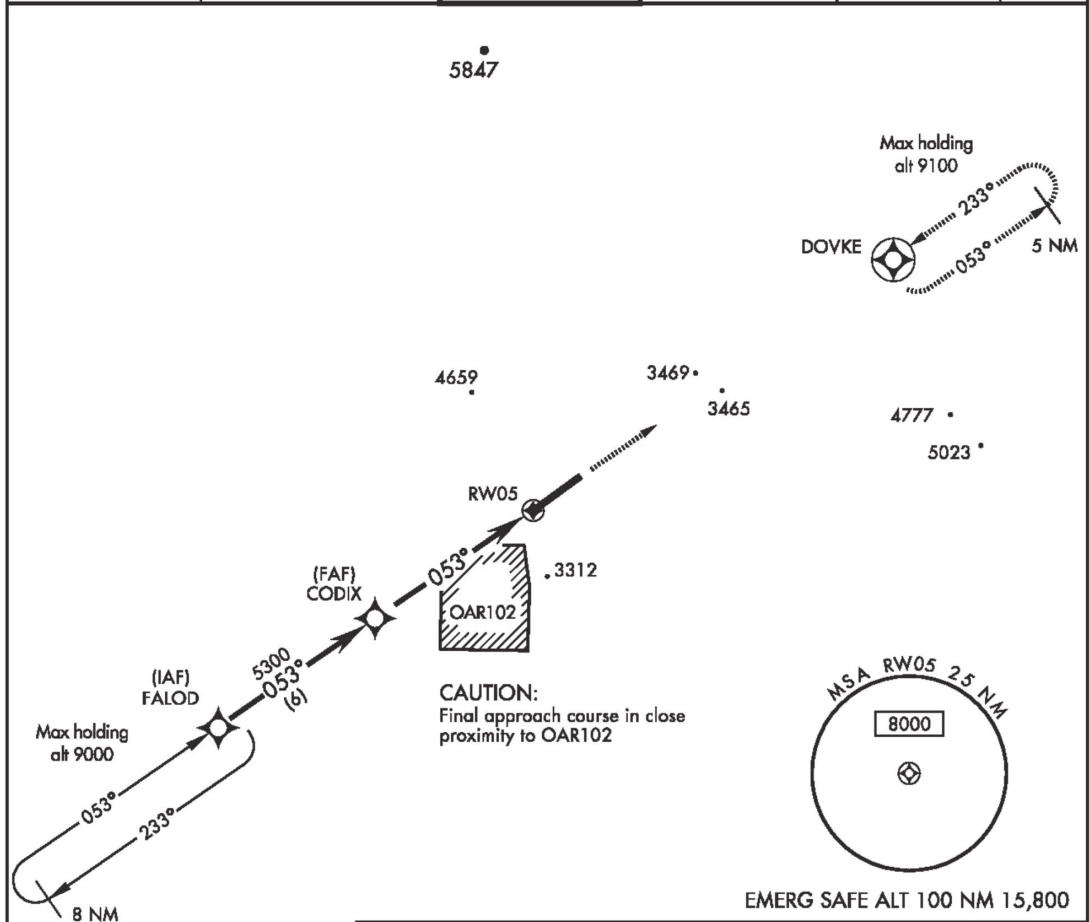 5847
Max holding
alt 9100
233°
DOVKE
053°
5 NM
4659
3469
3465
4777
5023
RW05
053°
3312
(FAF)
CODIX
OAR102
5300
053°
(6)
(IAF)
FALOD
CAUTION:
Final approach course in close
proximity to OAR102
Max holding
alt 9000
053°
233°
8 NM
MSA RW05 25 NM
8000
EMERG SAFE ALT 100 NM 15,800